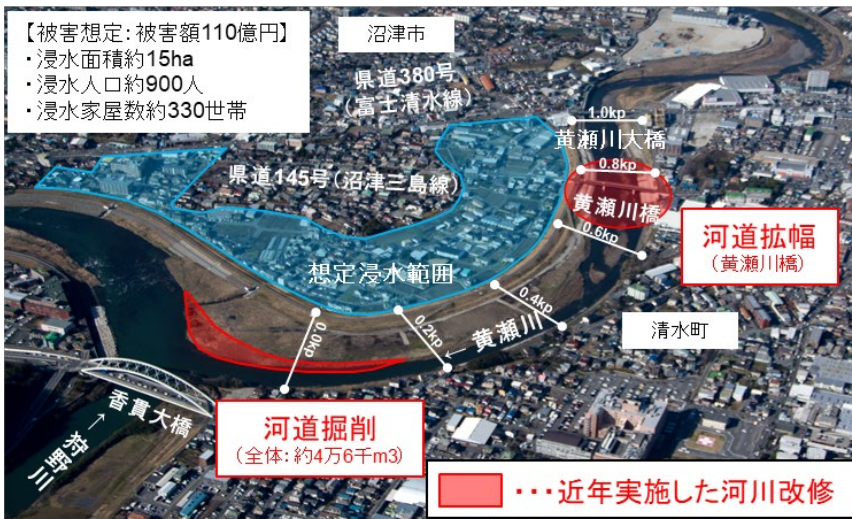 【被害想定：被害額110億円】
・浸水面積約15ha
・浸水人口約900人
・浸水家屋数約330世帯
沼津市
県道380号
（富士清水線）
1.0kp
黄瀬川大橋
0.8kp
県道145号（沼津三島線）
黄瀬川橋
0.6kp
河道拡幅
（黄瀬川橋）
想定浸水範囲
0.4kp
0.2kp
0.0kp
← 黄瀬川
清水町
香貫大橋
狩野川
→
河道掘削
（全体：約4万6千m3）
・・・近年実施した河川改修